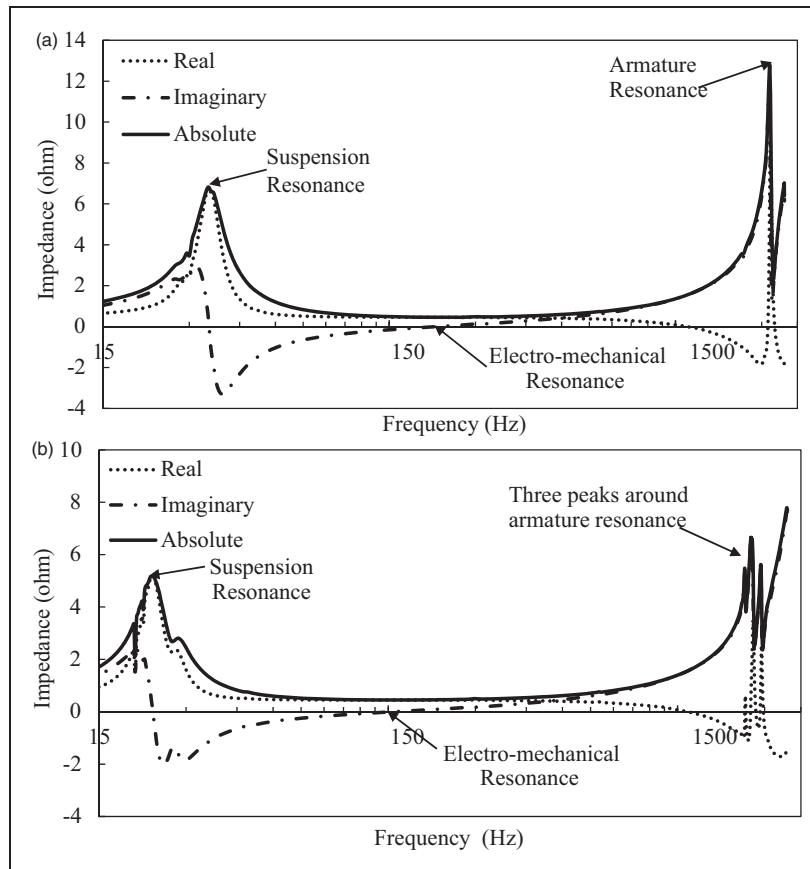 (a)
14
12
10
8
6
4
2
0
-2
-4
Impedance (ohm)
Real
Imaginary
Absolute
Suspension
Resonance
Armature
Resonance
Electro-mechanical
Resonance
15
150
1500
Frequency (Hz)
(b)
10
8
6
4
2
0
-2
-4
Impedance (ohm)
Real
Imaginary
Absolute
Suspension
Resonance
Three peaks around
armature resonance
Electro-mechanical
Resonance
15
150
1500
Frequency (Hz)